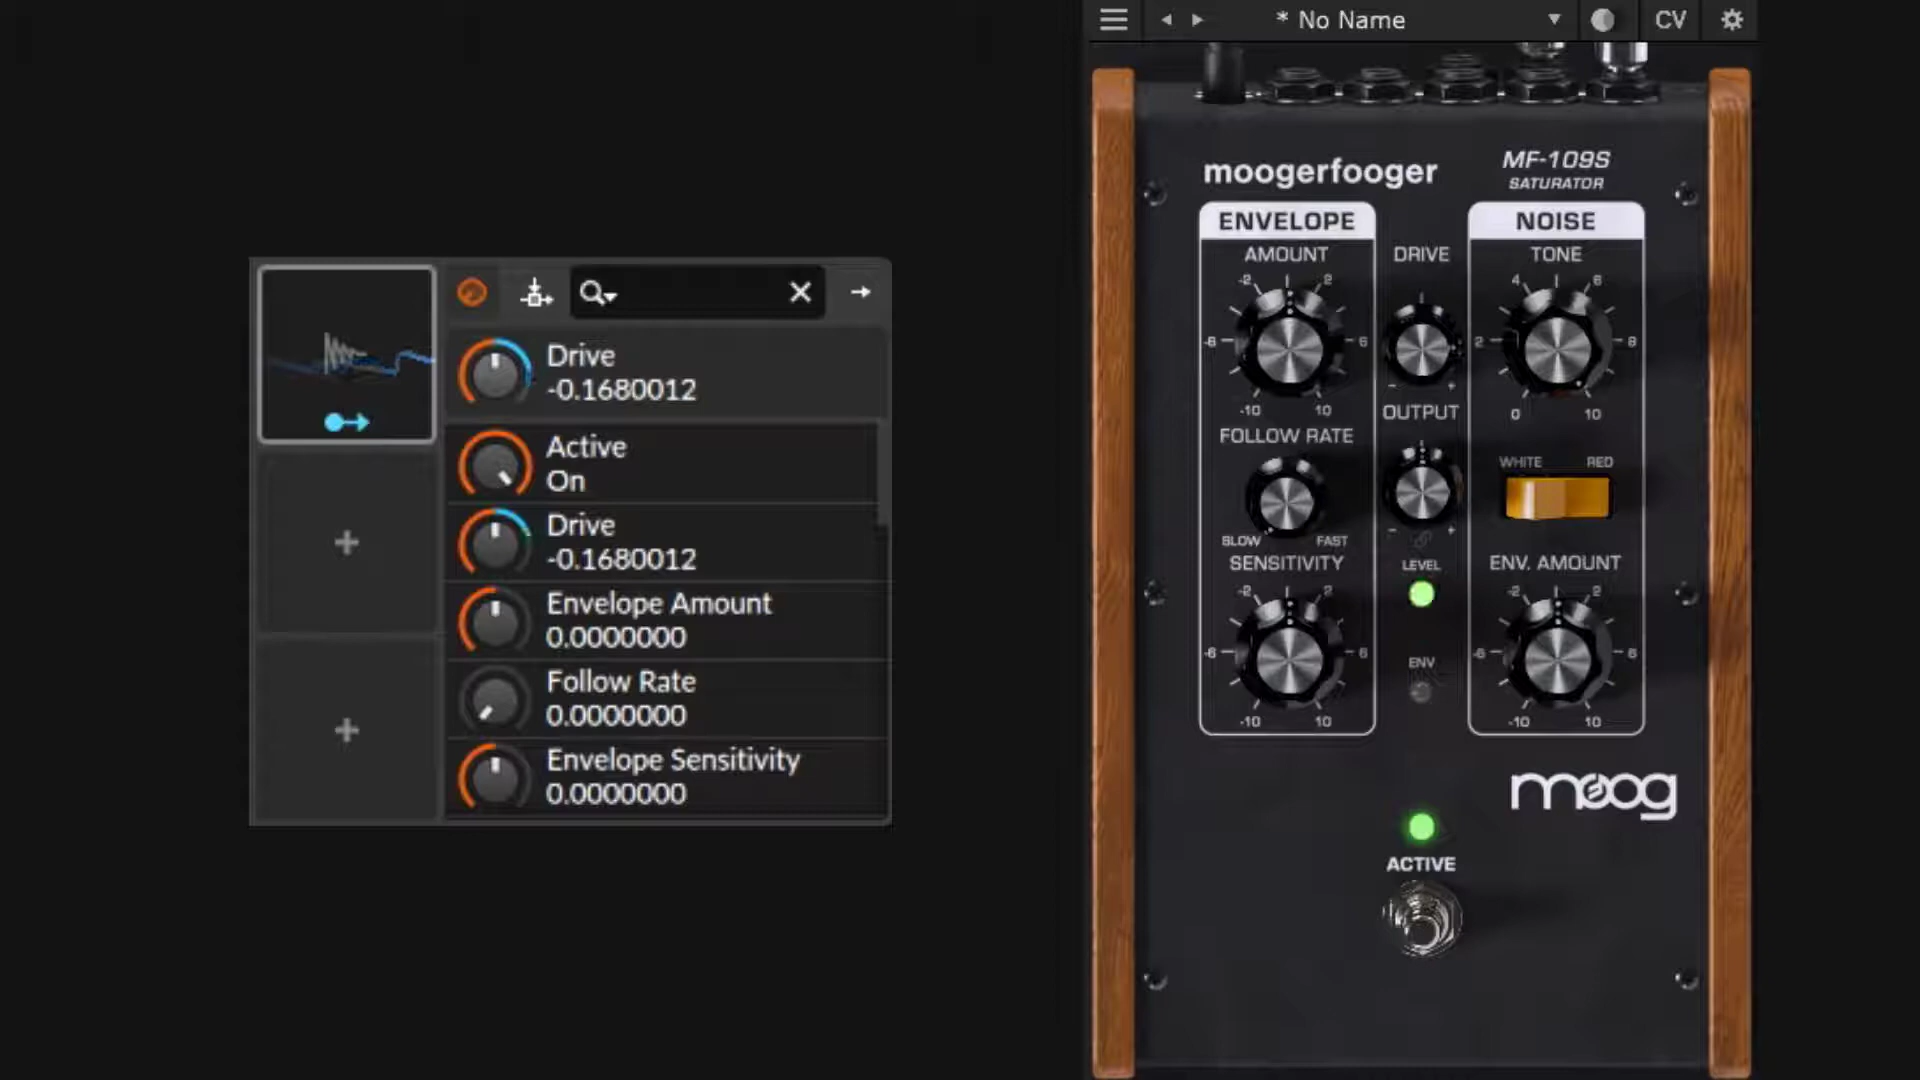 * No Name
CV
Drive
-0.1680012
Active
On
Drive
-0.1680012
Envelope Amount
0.0000000
Follow Rate
0.0000000
Envelope Sensitivity
0.0000000
moogerfooger
MF-109S
SATURATOR
ENVELOPE
NOISE
AMOUNT
DRIVE
TONE
-2 2
-6 6
-10 10
- +
4 6
2 8
0 10
OUTPUT
FOLLOW RATE
WHITE RED
SLOW FAST
- +
SENSITIVITY
LEVEL
ENV. AMOUNT
-2 2
-6 6
-10 10
-2 2
-6 6
-10 10
ENV
moog
ACTIVE